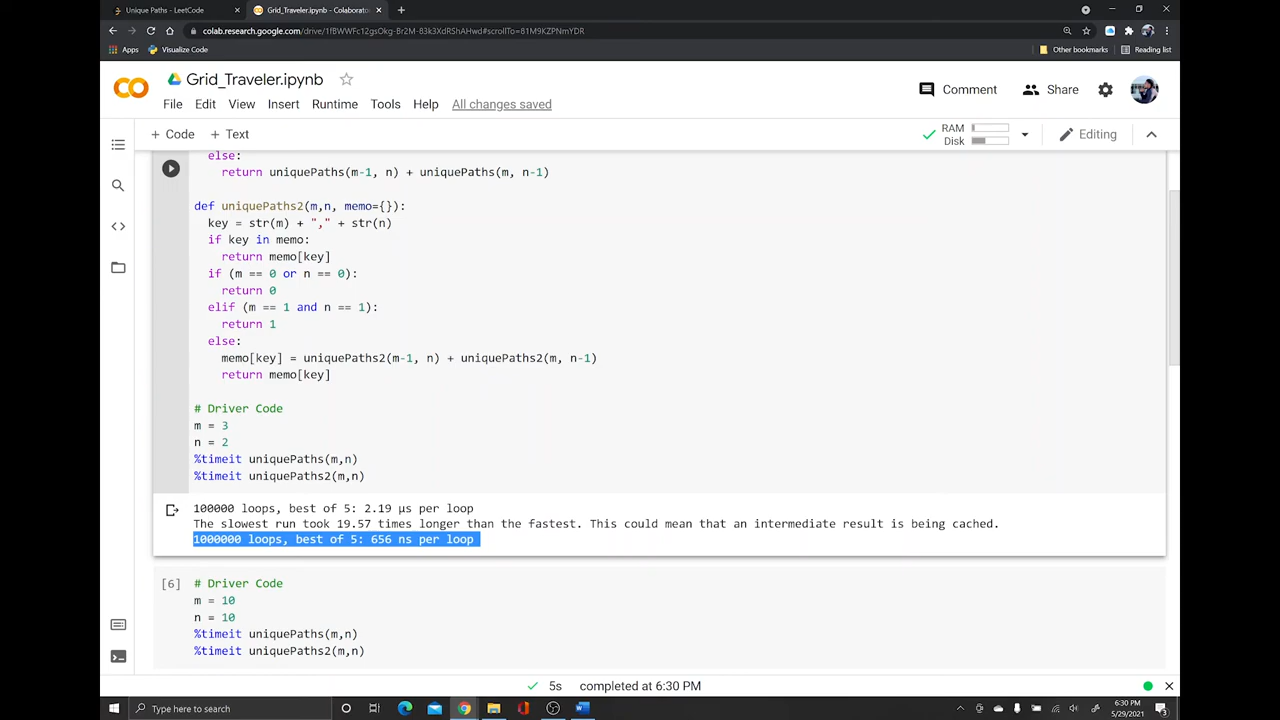 Unique Paths - LeetCode
Grid_Traveler.ipynb - Colaborato
colab.research.google.com/drive/1fBWWFc12gsOkg-Br2M-83k3XdRShAHwd#scrollTo=81M9KZPNmYDR
Apps
Visualize Code
Other bookmarks
Reading list
CO
Grid_Traveler.ipynb
File Edit View Insert Runtime Tools Help All changes saved
Comment
Share
+ Code + Text
RAM
Disk
Editing
else:
return uniquePaths(m-1, n) + uniquePaths(m, n-1)
def uniquePaths2(m,n, memo={}):
key = str(m) + "," + str(n)
if key in memo:
return memo[key]
if (m == 0 or n == 0):
return 0
elif (m == 1 and n == 1):
return 1
else:
memo[key] = uniquePaths2(m-1, n) + uniquePaths2(m, n-1)
return memo[key]
# Driver Code
m = 3
n = 2
%timeit uniquePaths(m,n)
%timeit uniquePaths2(m,n)
100000 loops, best of 5: 2.19 µs per loop
The slowest run took 19.57 times longer than the fastest. This could mean that an intermediate result is being cached.
1000000 loops, best of 5: 656 ns per loop
[6] # Driver Code
m = 10
n = 10
%timeit uniquePaths(m,n)
%timeit uniquePaths2(m,n)
5s completed at 6:30 PM
Type here to search
6:30 PM
5/29/2021
3